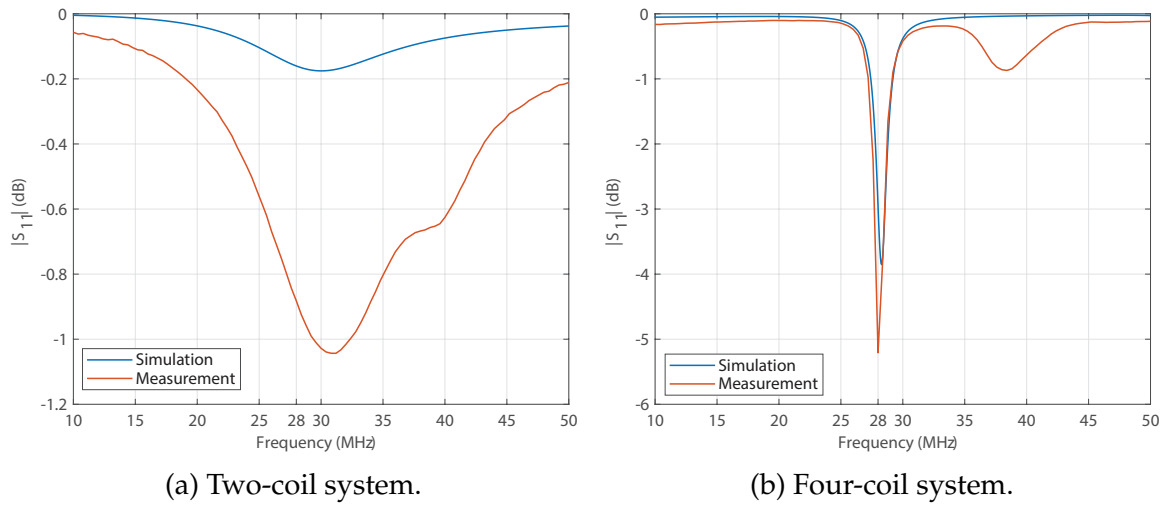 0
-0.2
-0.4
-0.6
-0.8
-1
-1.2
|S11| (dB)
Simulation
Measurement
10 15 20 25 28 30 35 40 45 50
Frequency (MHz)
(a) Two-coil system.
0
-1
-2
-3
-4
-5
-6
|S11| (dB)
Simulation
Measurement
10 15 20 25 28 30 35 40 45 50
Frequency (MHz)
(b) Four-coil system.